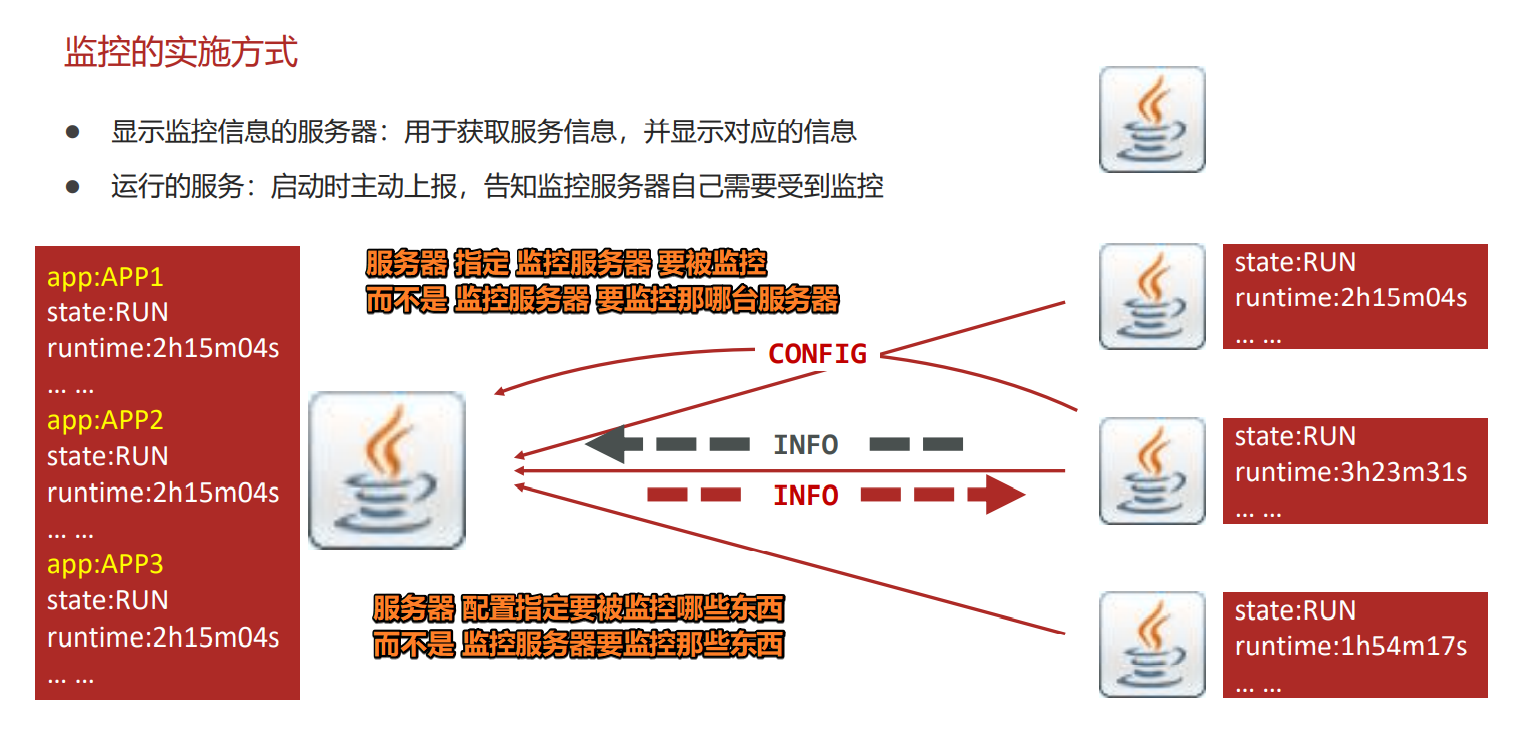 监控的实施方式
● 显示监控信息的服务器：用于获取服务信息，并显示对应的信息
● 运行的服务：启动时主动上报，告知监控服务器自己需要受到监控
app:APP1
state:RUN
runtime:2h15m04s
... ...
app:APP2
state:RUN
runtime:2h15m04s
... ...
app:APP3
state:RUN
runtime:2h15m04s
... ...
服务器 指定 监控服务器 要被监控
而不是 监控服务器 要监控那哪台服务器
CONFIG
INFO
INFO
服务器 配置指定要被监控哪些东西
而不是 监控服务器要监控那些东西
state:RUN
runtime:2h15m04s
... ...
state:RUN
runtime:3h23m31s
... ...
state:RUN
runtime:1h54m17s
... ...